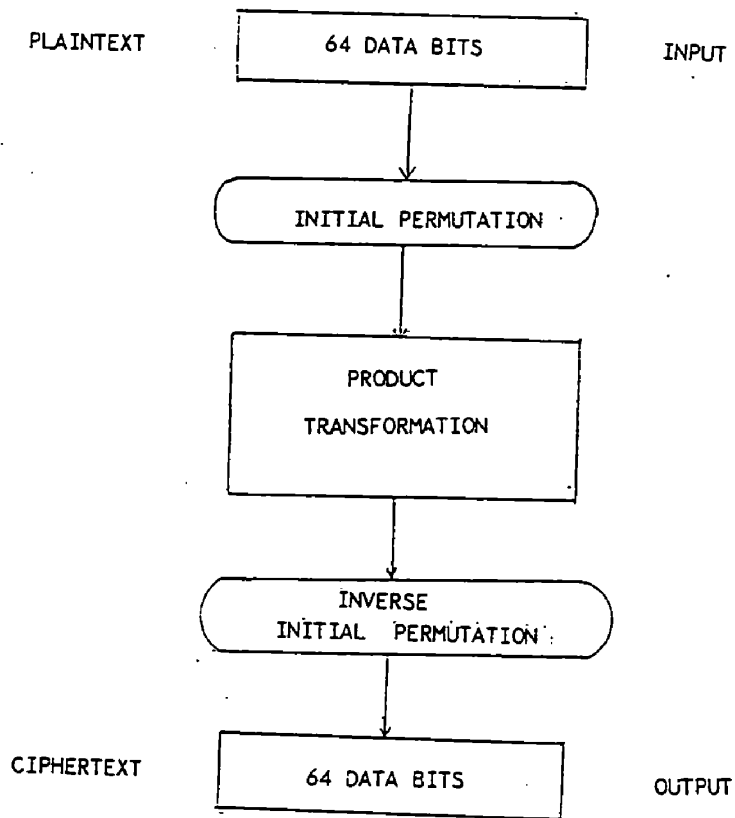 PLAINTEXT 64 DATA BITS INPUT
INITIAL PERMUTATION
PRODUCT
TRANSFORMATION
INVERSE
INITIAL PERMUTATION
CIPHERTEXT 64 DATA BITS OUTPUT